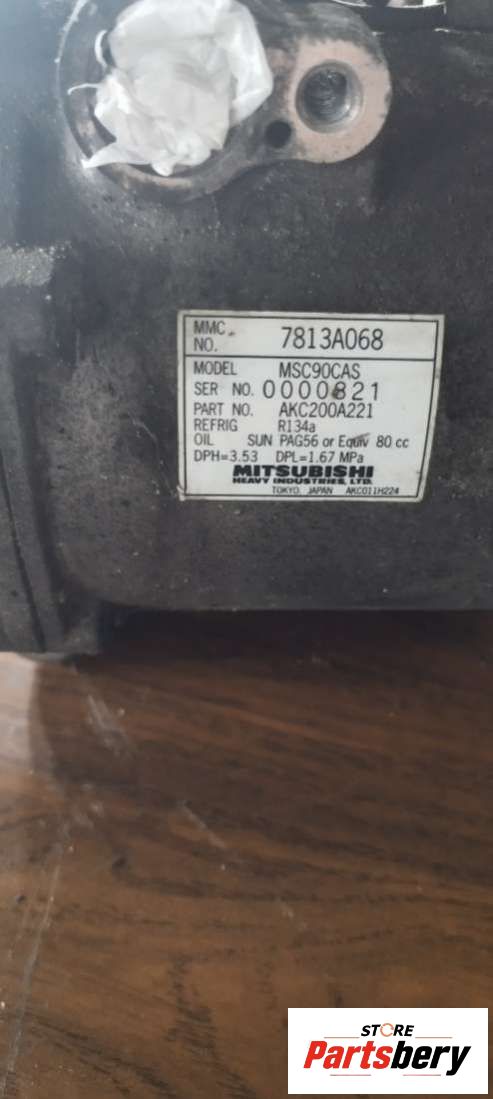 MMC.
NO. 7813A068
MODEL MSC90CAS
SER NO. 0000821
PART NO. AKC200A221
REFRIG R134a
OIL SUN PAG56 or Equiv 80 cc
DPH=3.53 DPL=1.67 MPa
MITSUBISHI
HEAVY INDUSTRIES, LTD.
TOKYO, JAPAN AKC011H224
STORE
Partsbery